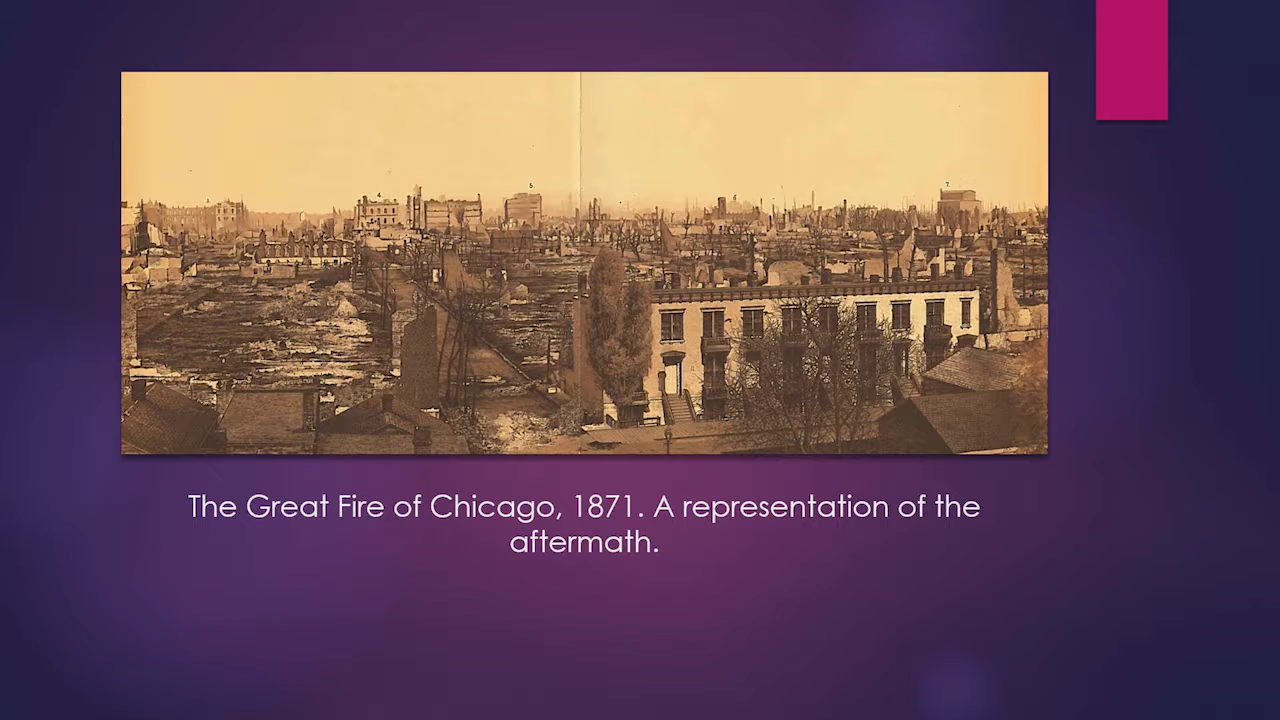 The Great Fire of Chicago, 1871. A representation of the
aftermath.